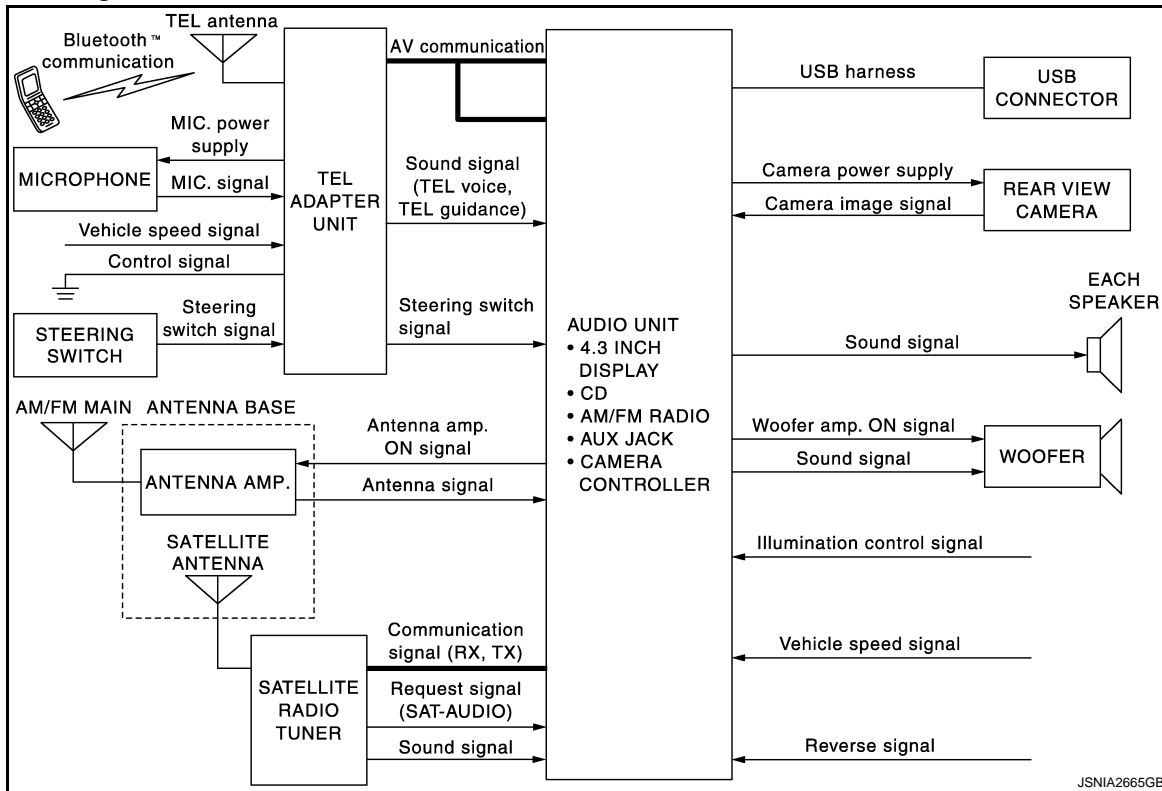 TEL antenna
Bluetooth™
communication
MIC. power
supply
MICROPHONE
MIC. signal
Vehicle speed signal
Control signal
STEERING
SWITCH
Steering
switch signal
TEL
ADAPTER
UNIT
AV communication
Sound signal
(TEL voice,
TEL guidance)
Steering switch
signal
AM/FM MAIN
ANTENNA BASE
ANTENNA AMP.
Antenna amp.
ON signal
Antenna signal
SATELLITE
ANTENNA
SATELLITE
RADIO
TUNER
Communication
signal (RX, TX)
Request signal
(SAT-AUDIO)
Sound signal
AUDIO UNIT
• 4.3 INCH
DISPLAY
• CD
• AM/FM RADIO
• AUX JACK
• CAMERA
CONTROLLER
USB harness
USB
CONNECTOR
Camera power supply
Camera image signal
REAR VIEW
CAMERA
EACH
SPEAKER
Sound signal
Woofer amp. ON signal
Sound signal
WOOFER
Illumination control signal
Vehicle speed signal
Reverse signal
JSNIA2665GB